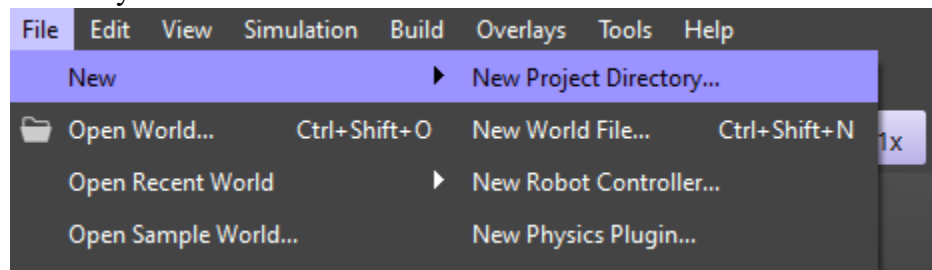 File Edit View Simulation Build Overlays Tools Help
New New Project Directory...
Open World... Ctrl+Shift+O New World File... Ctrl+Shift+N
1x
Open Recent World New Robot Controller...
Open Sample World... New Physics Plugin...